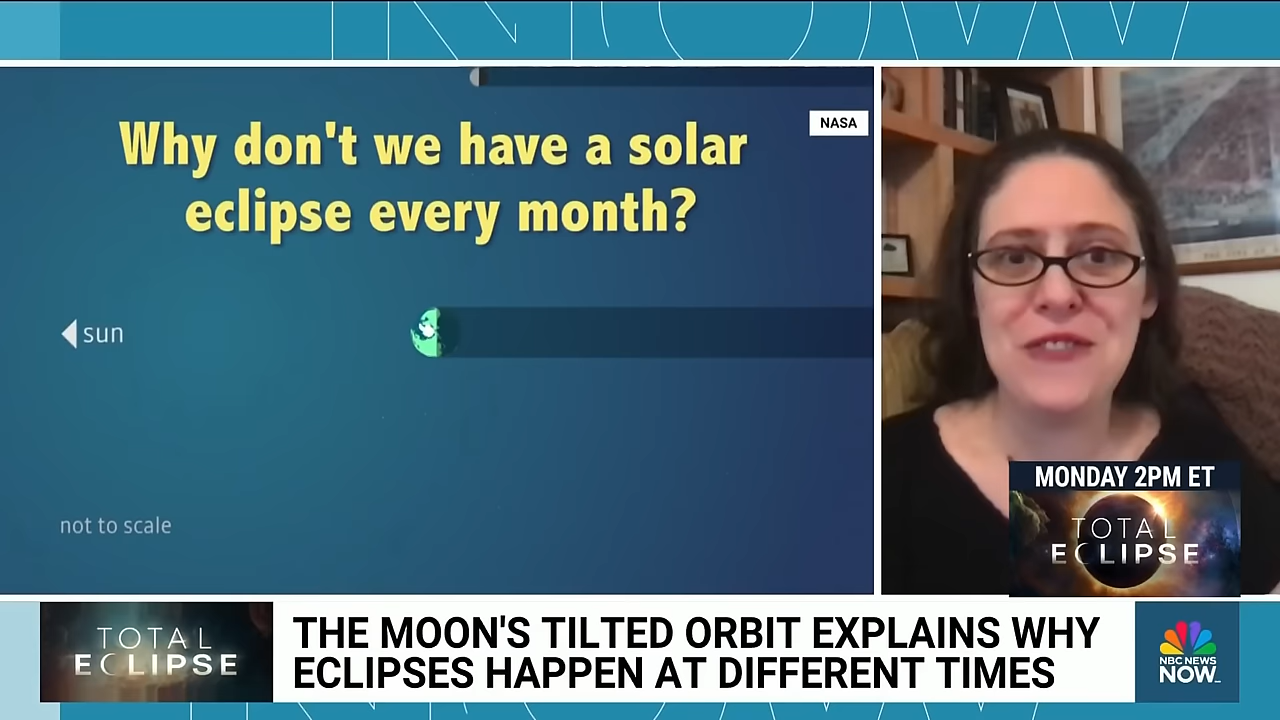 NOW
NASA
Why don't we have a solar
eclipse every month?
sun
not to scale
MONDAY 2PM ET
TOTAL
ECLIPSE
TOTAL
ECLIPSE
THE MOON'S TILTED ORBIT EXPLAINS WHY
ECLIPSES HAPPEN AT DIFFERENT TIMES
NBC NEWS
NOW